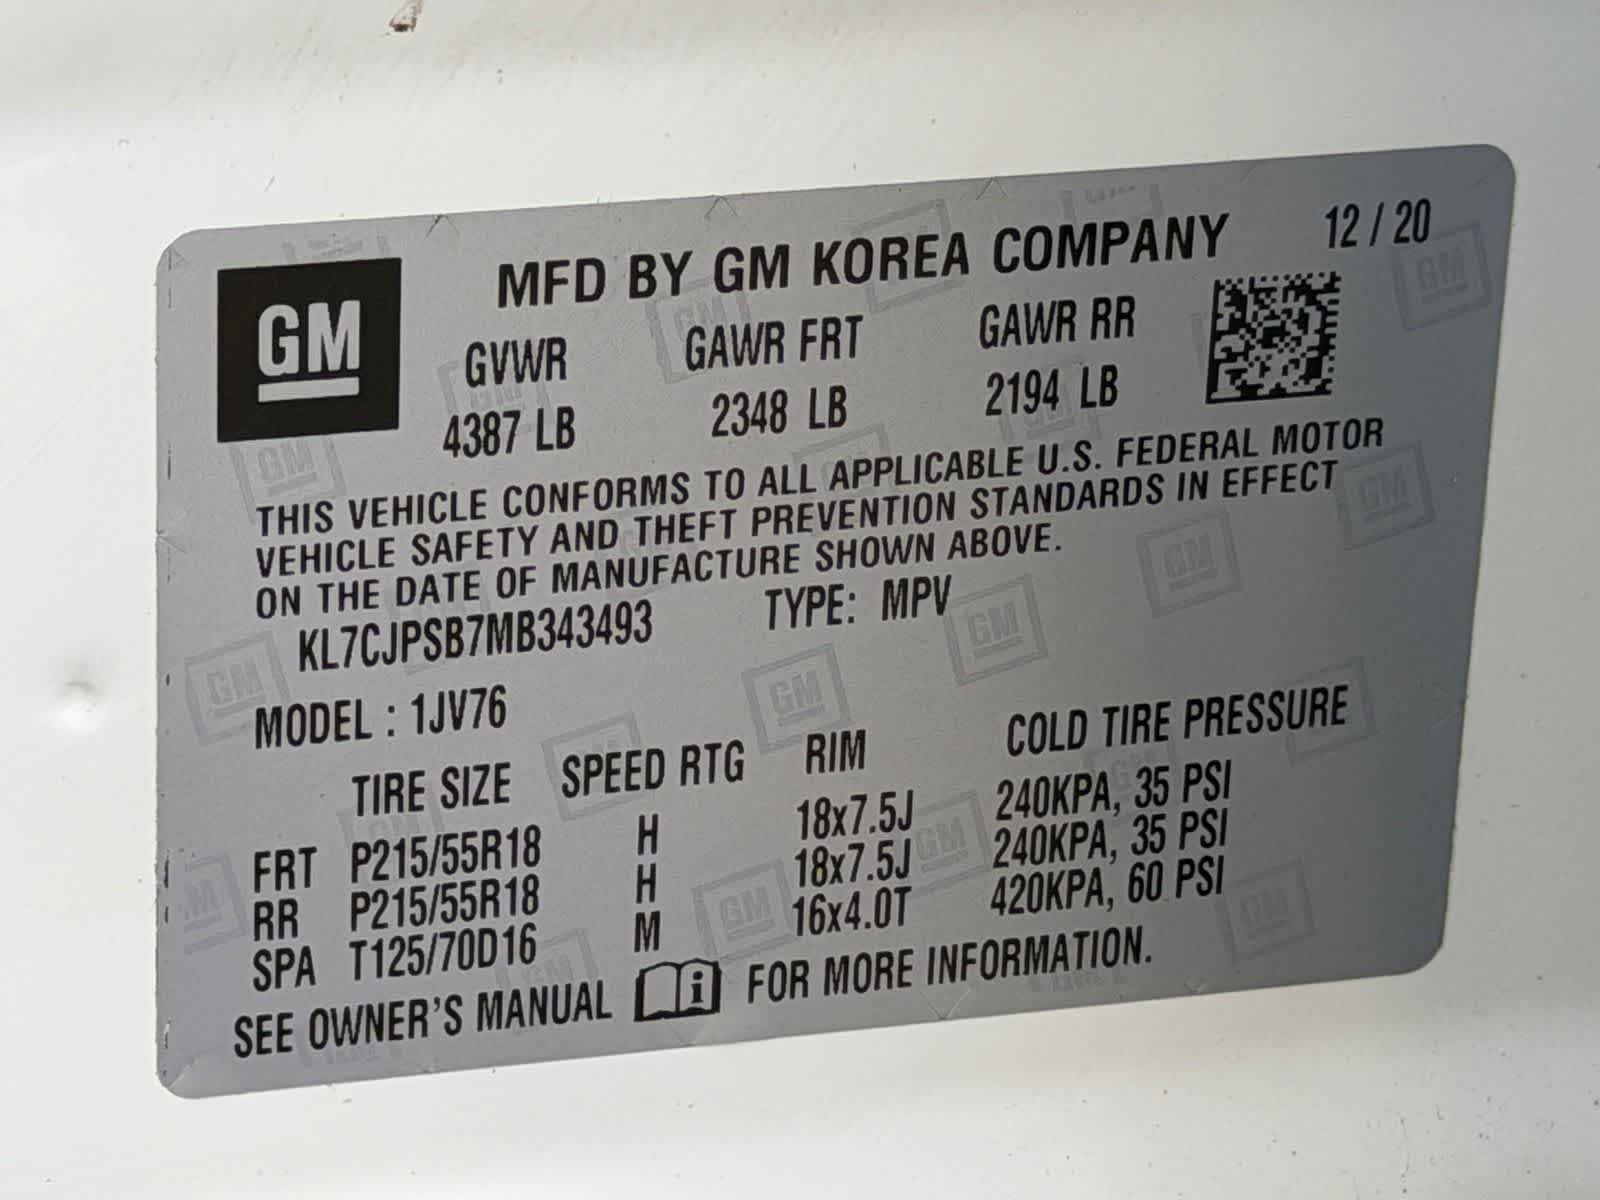 GM
MFD BY GM KOREA COMPANY 12 / 20
GVWR GAWR FRT GAWR RR
4387 LB 2348 LB 2194 LB
THIS VEHICLE CONFORMS TO ALL APPLICABLE U.S. FEDERAL MOTOR
VEHICLE SAFETY AND THEFT PREVENTION STANDARDS IN EFFECT
ON THE DATE OF MANUFACTURE SHOWN ABOVE.
KL7CJPSB7MB343493 TYPE: MPV
MODEL : 1JV76
TIRE SIZE SPEED RTG RIM COLD TIRE PRESSURE
FRT P215/55R18 H 18x7.5J 240KPA, 35 PSI
RR P215/55R18 H 18x7.5J 240KPA, 35 PSI
SPA T125/70D16 M 16x4.0T 420KPA, 60 PSI
SEE OWNER'S MANUAL i FOR MORE INFORMATION.